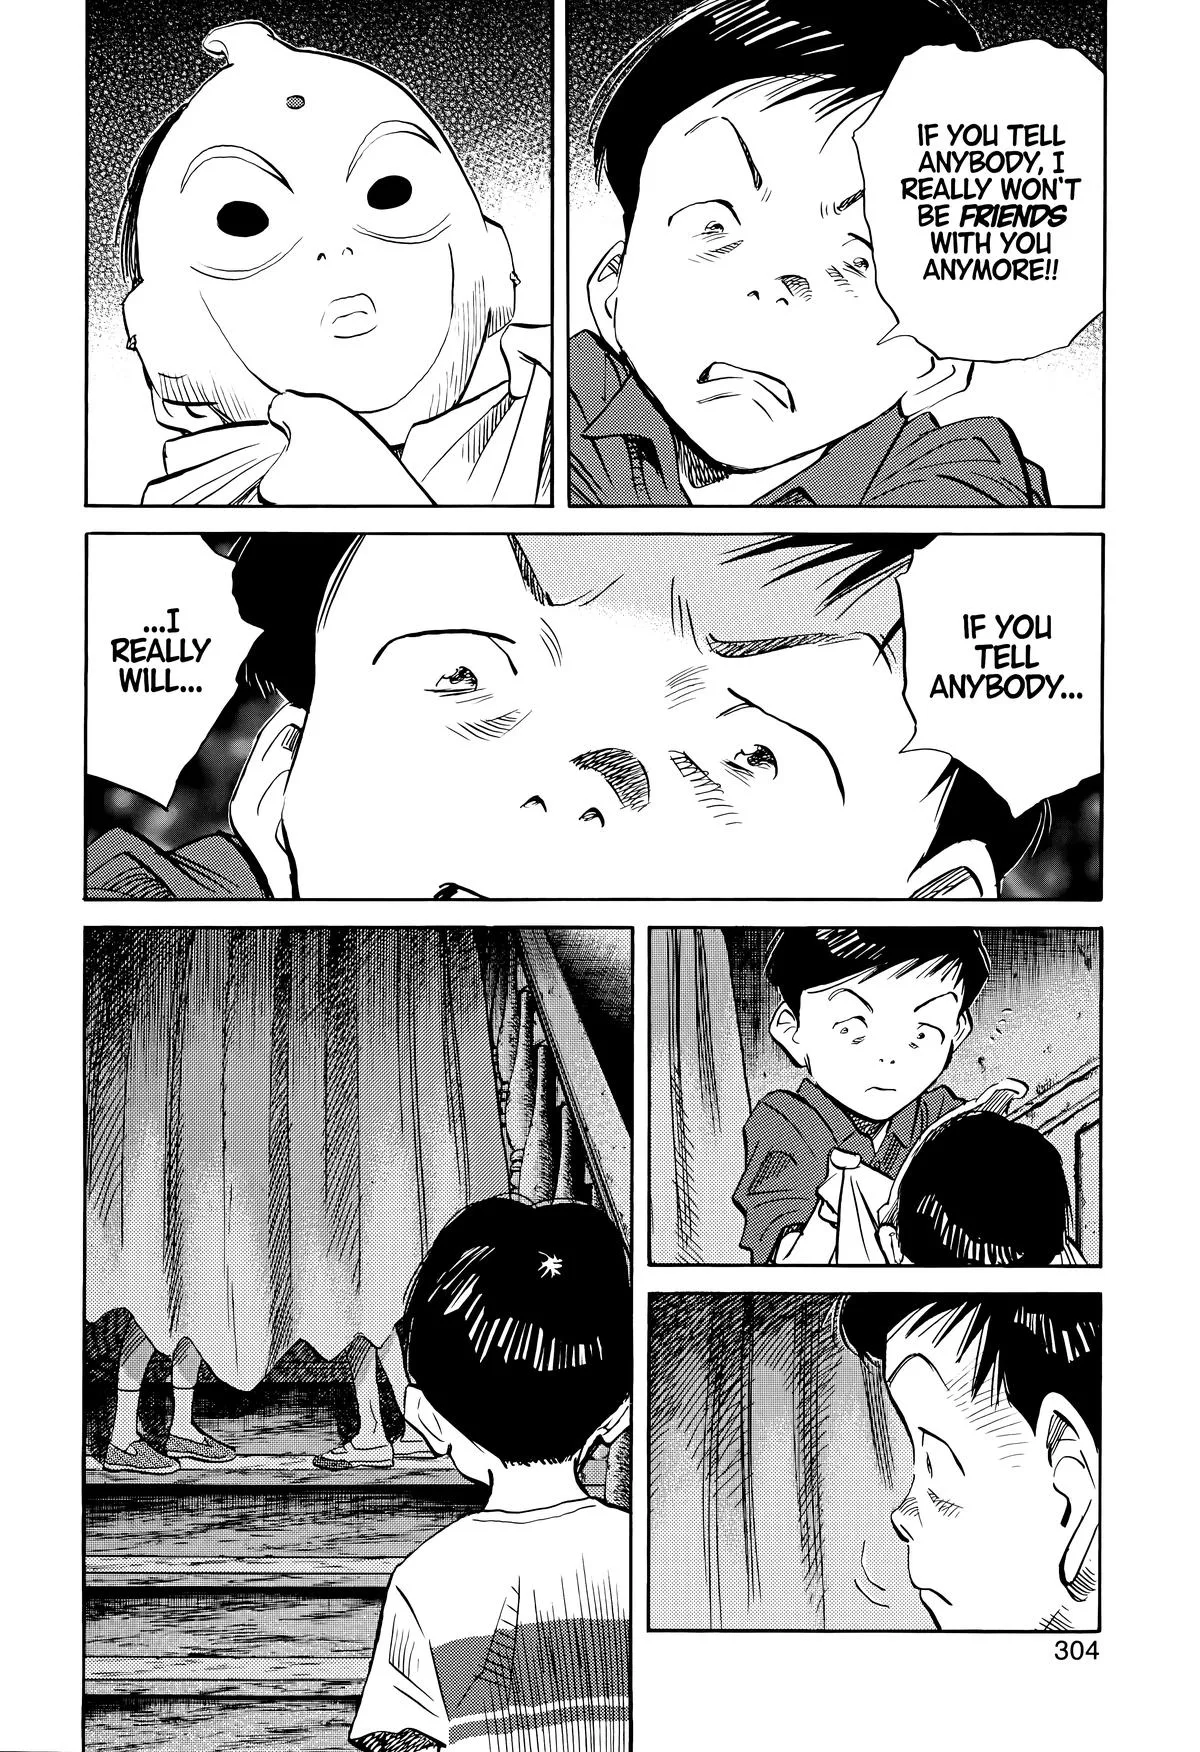 IF YOU TELL
ANYBODY, I
REALLY WON'T
BE FRIENDS
WITH YOU
ANYMORE!!
IF YOU
TELL
ANYBODY...
...I
REALLY
WILL...
304